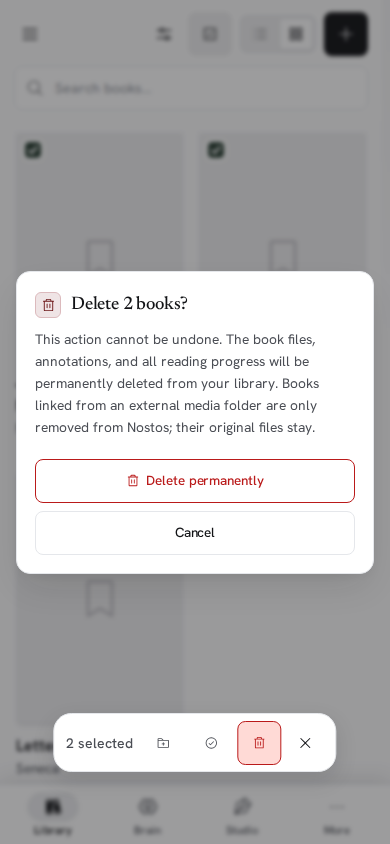 Search books...
Delete 2 books?
This action cannot be undone. The book files,
annotations, and all reading progress will be
permanently deleted from your library. Books
linked from an external media folder are only
removed from Nostos; their original files stay.
Delete permanently
Cancel
2 selected
Library
Brain
Studio
More